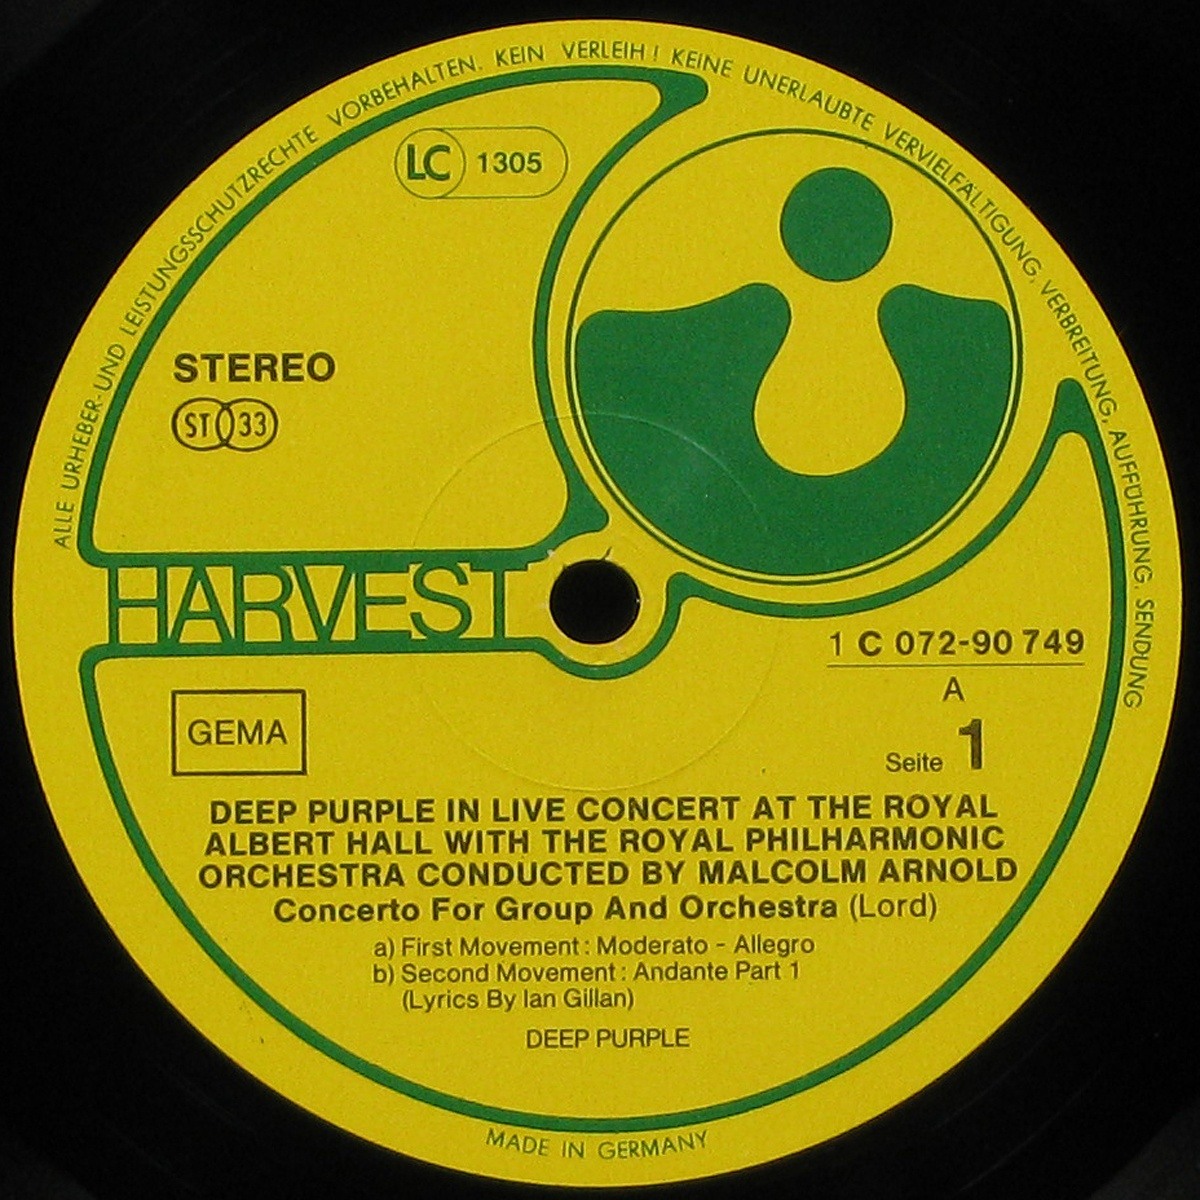 ALLE URHEBER- UND LEISTUNGSSCHUTZRECHTE VORBEHALTEN. KEIN VERLEIH! KEINE UNERLAUBTE VERVIELFÄLTIGUNG, VERBREITUNG, AUFFÜHRUNG, SENDUNG
LC 1305
STEREO
ST 33
HARVEST
1 C 072-90 749
A
GEMA
Seite 1
DEEP PURPLE IN LIVE CONCERT AT THE ROYAL
ALBERT HALL WITH THE ROYAL PHILHARMONIC
ORCHESTRA CONDUCTED BY MALCOLM ARNOLD
Concerto For Group And Orchestra (Lord)
a) First Movement: Moderato - Allegro
b) Second Movement: Andante Part 1
(Lyrics By Ian Gillan)
DEEP PURPLE
MADE IN GERMANY